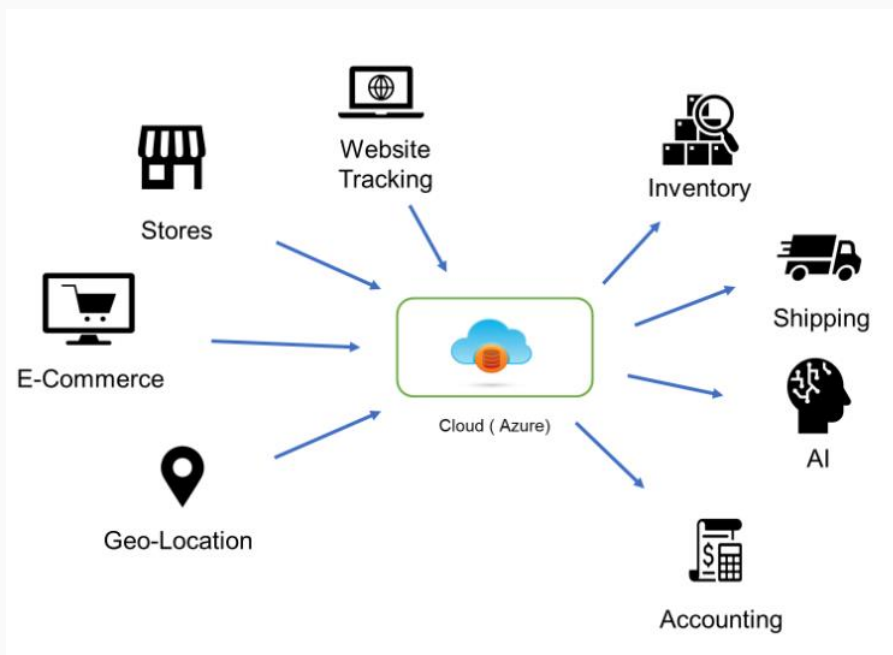 Website
Tracking
Inventory
Stores
Shipping
E-Commerce
Cloud ( Azure)
AI
Geo-Location
$
Accounting